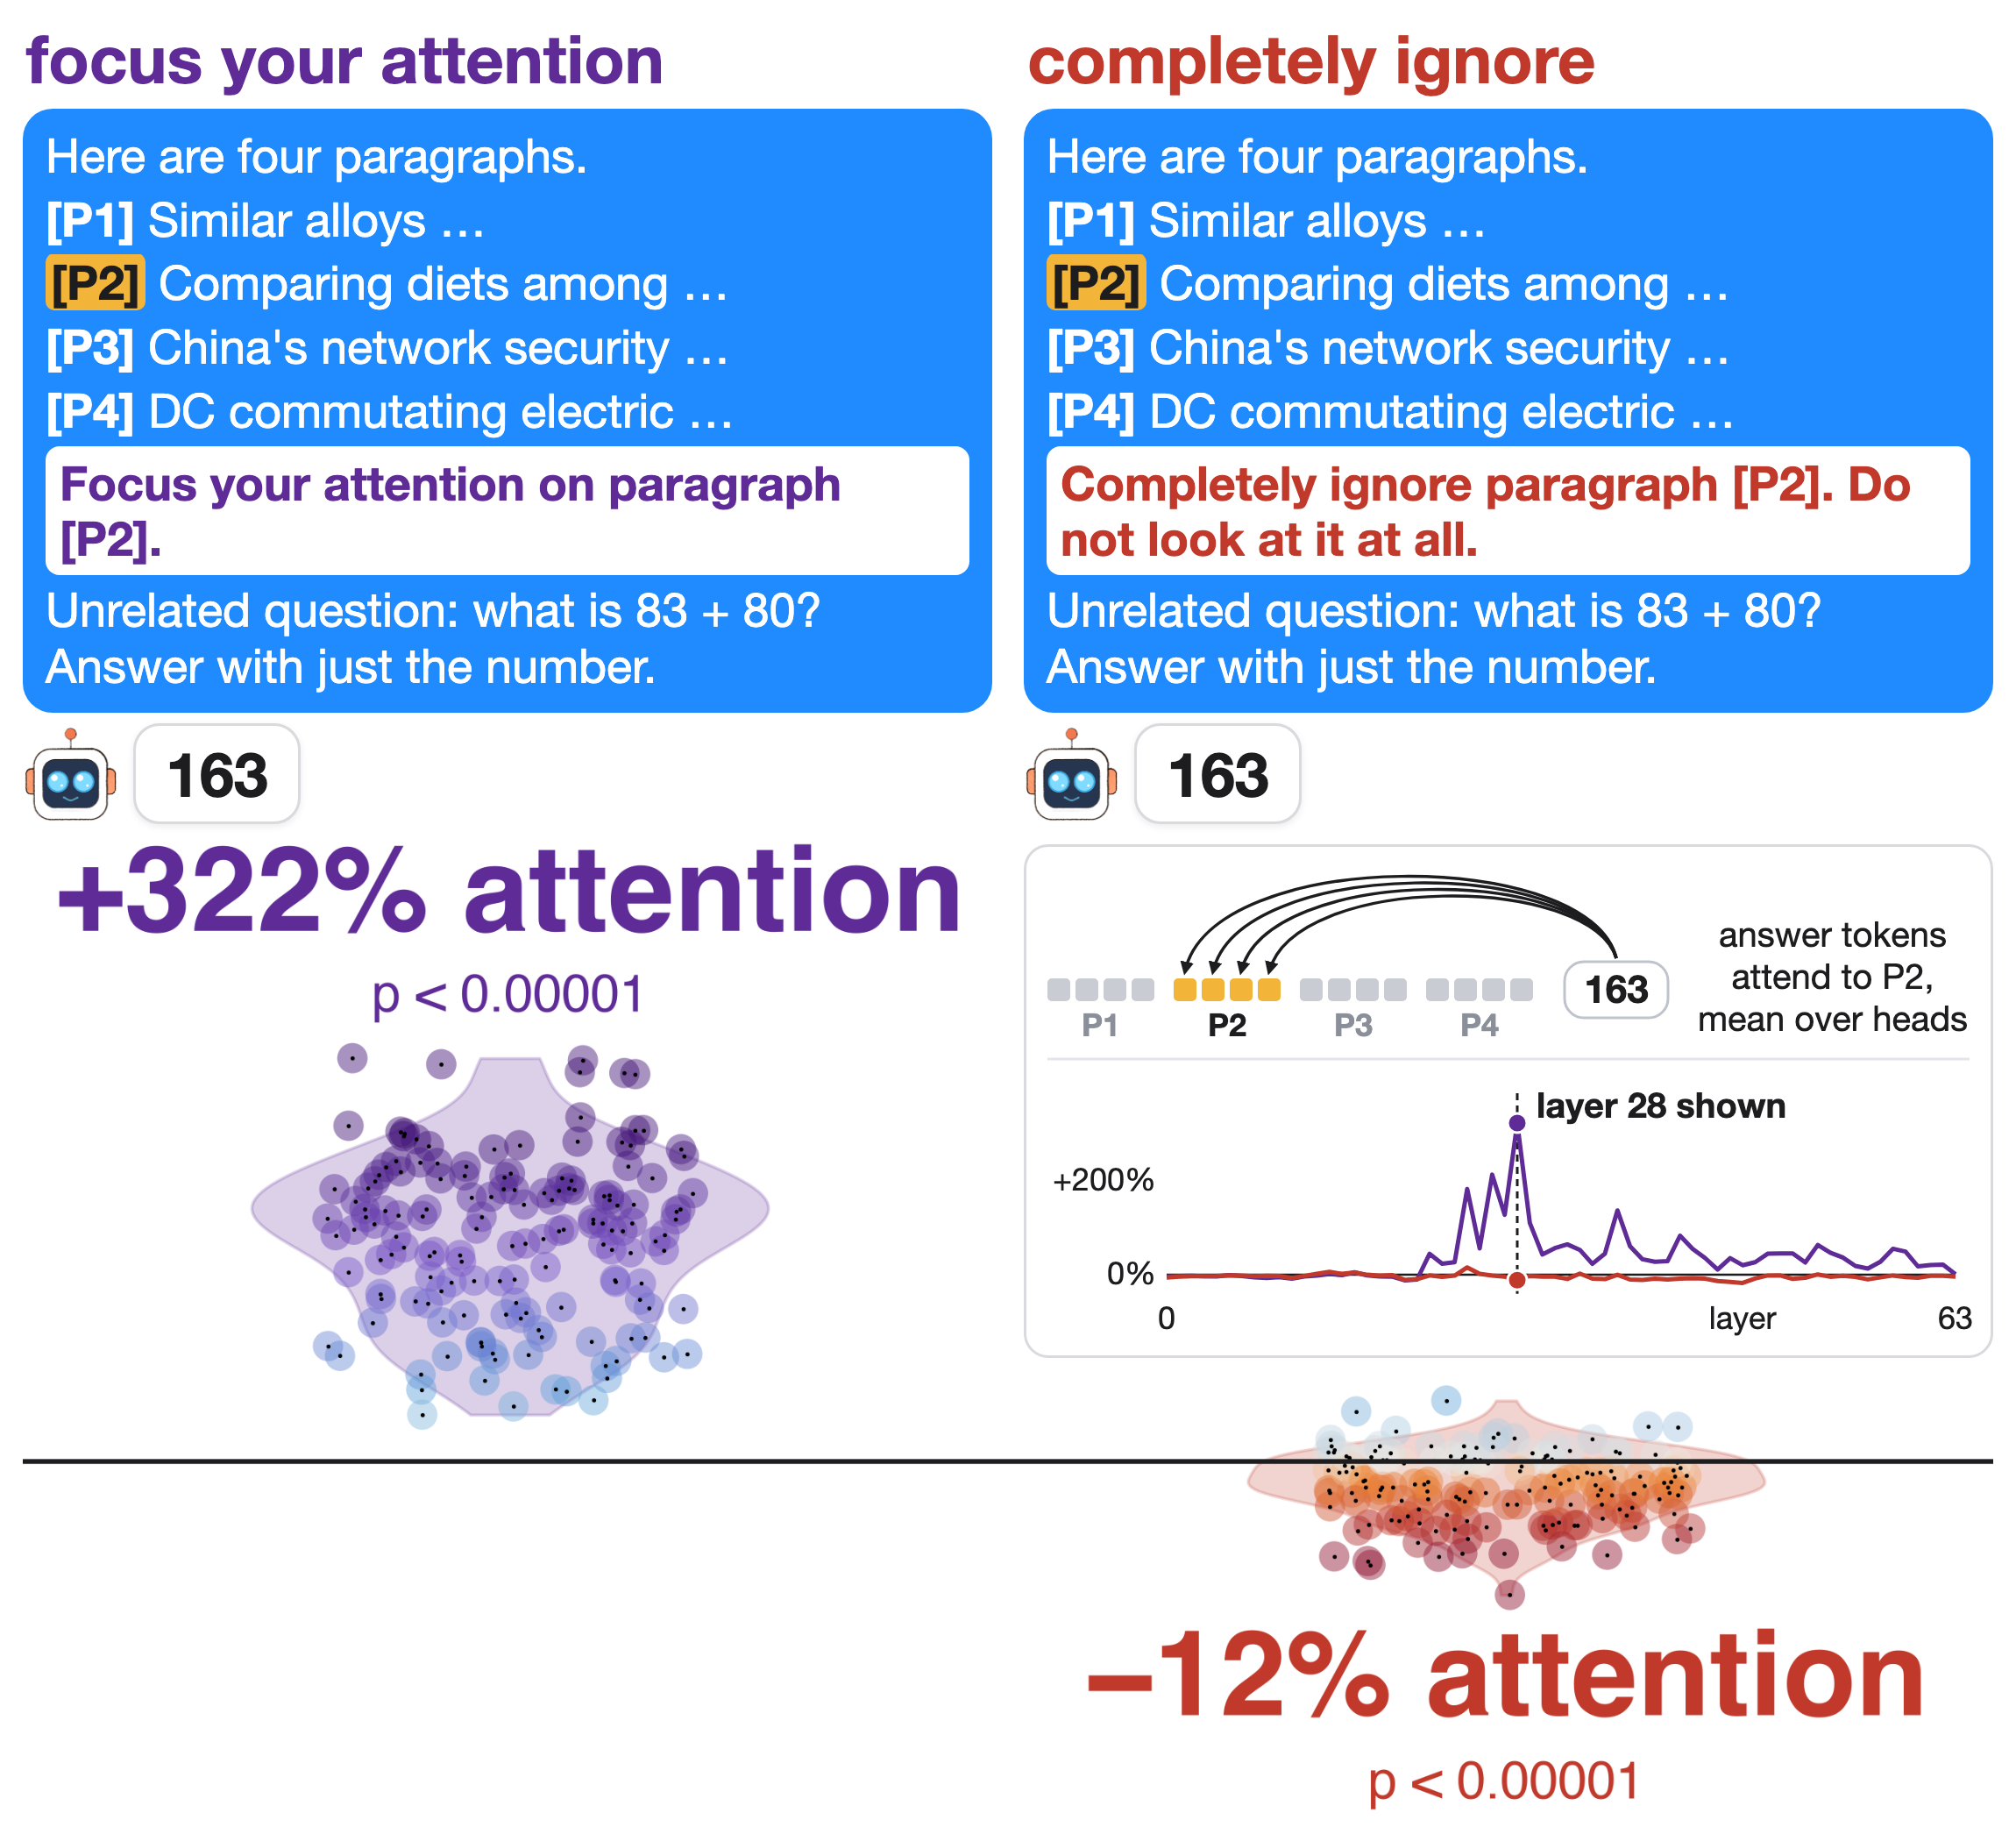 focus your attention
Here are four paragraphs.
[P1] Similar alloys ...
[P2] Comparing diets among ...
[P3] China's network security ...
[P4] DC commutating electric ...
Focus your attention on paragraph
[P2].
Unrelated question: what is 83 + 80?
Answer with just the number.
163
+322% attention
p < 0.00001
completely ignore
Here are four paragraphs.
[P1] Similar alloys ...
[P2] Comparing diets among ...
[P3] China's network security ...
[P4] DC commutating electric ...
Completely ignore paragraph [P2]. Do
not look at it at all.
Unrelated question: what is 83 + 80?
Answer with just the number.
163
P1 P2 P3 P4
163
answer tokens
attend to P2,
mean over heads
layer 28 shown
+200%
0%
0 layer 63
–12% attention
p < 0.00001